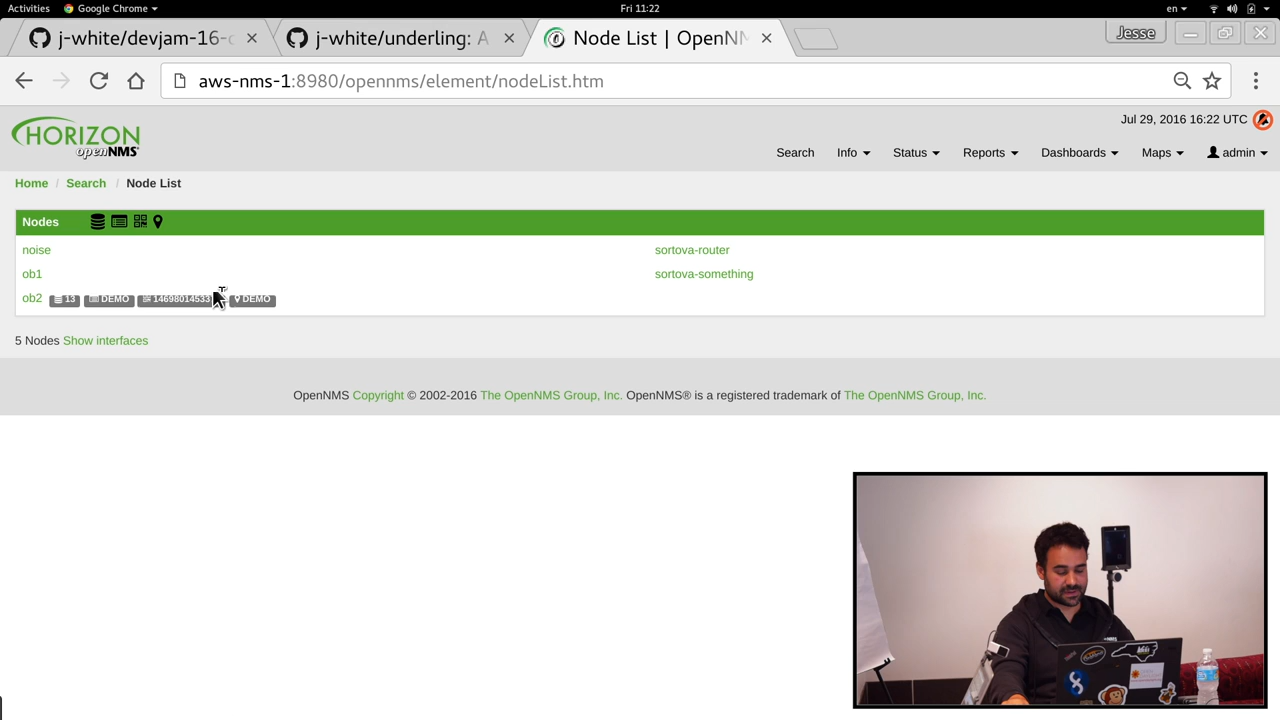 Activities Google Chrome Fri 11:22 en
j-white/devjam-16- j-white/underling: A Node List | OpenNM Jesse
aws-nms-1:8980/opennms/element/nodeList.htm
HORIZON
openNMS
Jul 29, 2016 16:22 UTC
Search Info Status Reports Dashboards Maps admin
Home / Search / Node List
Nodes
noise sortova-router
ob1 sortova-something
ob2 13 DEMO 14698014533 DEMO
5 Nodes Show interfaces
OpenNMS Copyright © 2002-2016 The OpenNMS Group, Inc. OpenNMS® is a registered trademark of The OpenNMS Group, Inc.